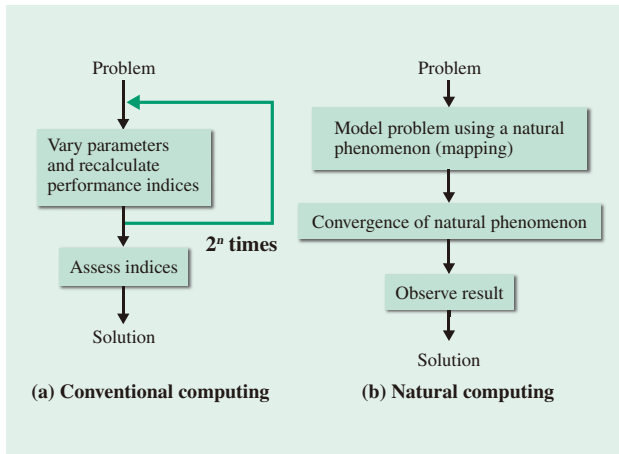 Problem
Vary parameters
and recalculate
performance indices
2ⁿ times
Assess indices
Solution
(a) Conventional computing
Problem
Model problem using a natural
phenomenon (mapping)
Convergence of natural phenomenon
Observe result
Solution
(b) Natural computing